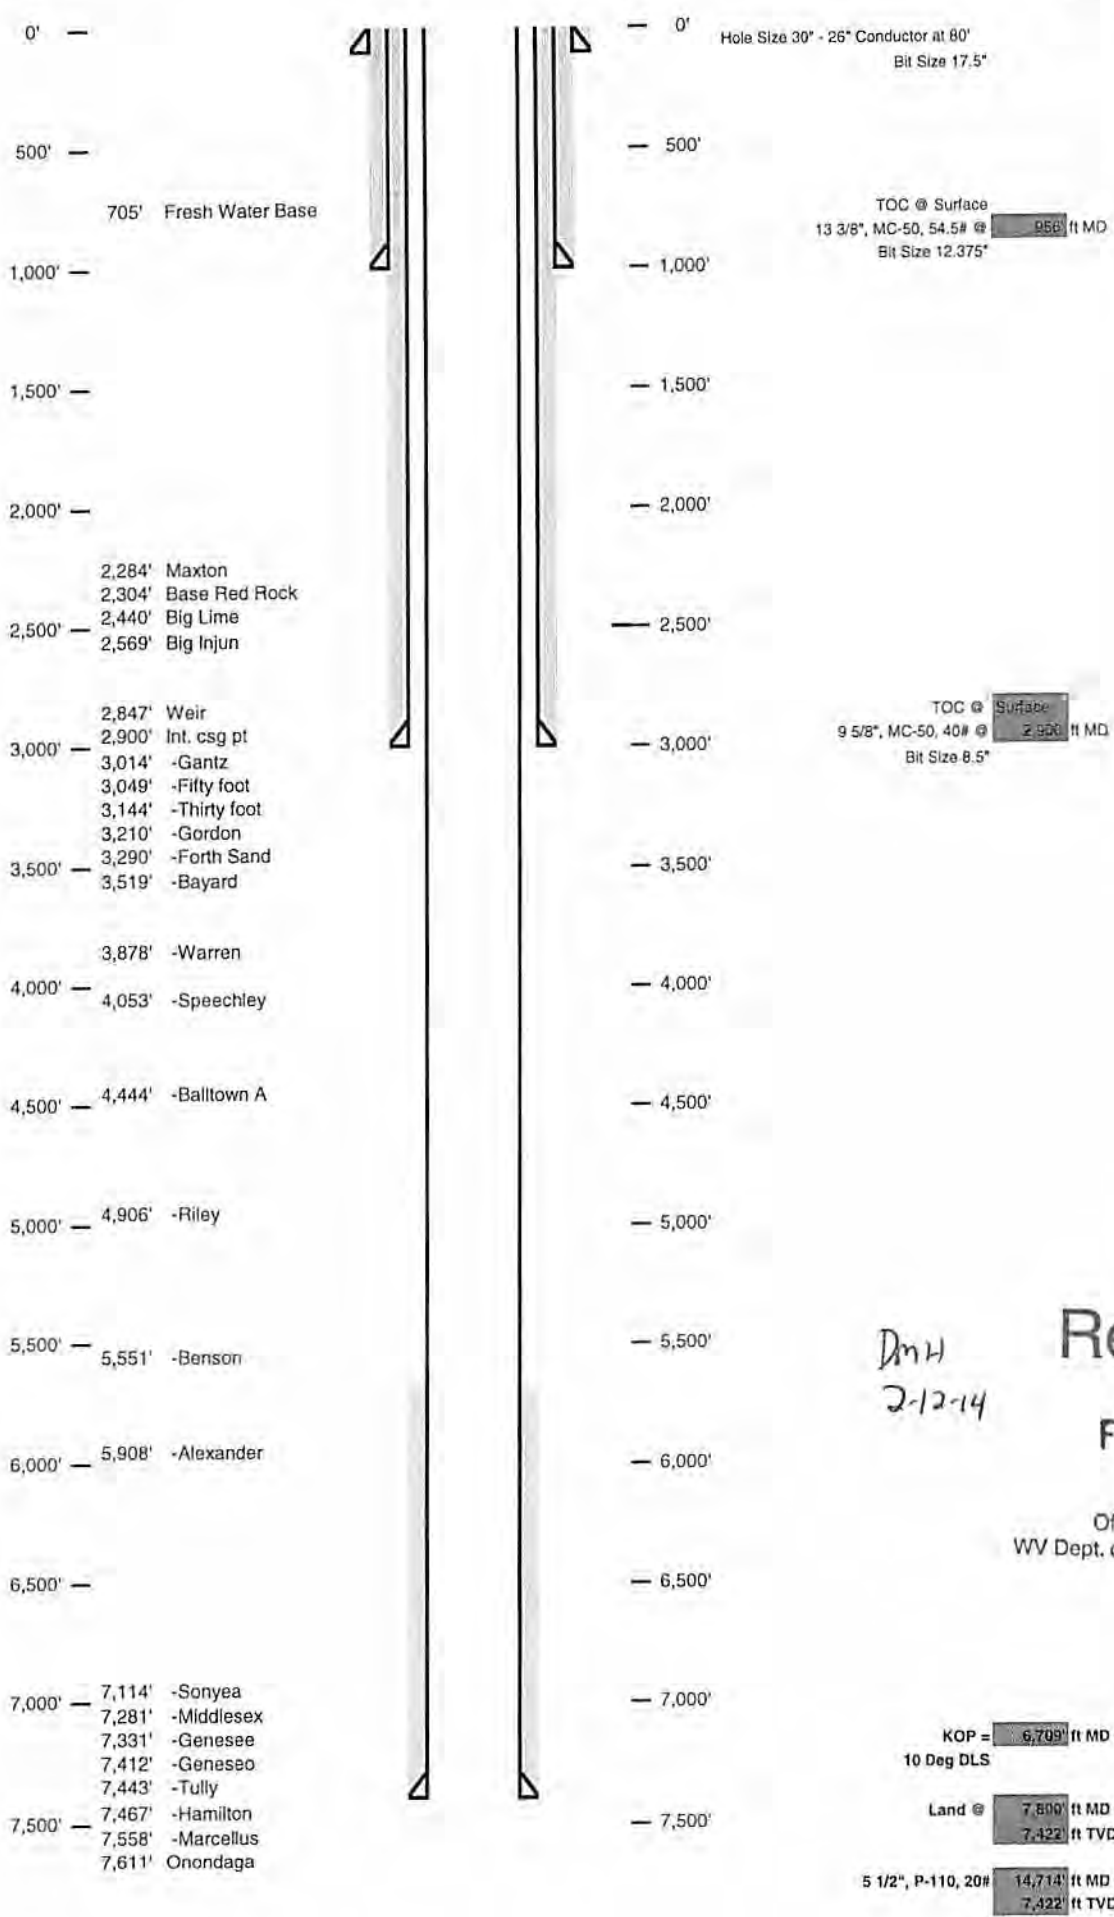 0'
500'
705' Fresh Water Base
1,000'
1,500'
2,000'
2,284' Maxton
2,304' Base Red Rock
2,440' Big Lime
2,500'
2,569' Big Injun
2,847' Weir
2,900' Int. csg pt
3,000'
3,014' -Gantz
3,049' -Fifty foot
3,144' -Thirty foot
3,210' -Gordon
3,290' -Forth Sand
3,500'
3,519' -Bayard
3,878' -Warren
4,000'
4,053' -Speechley
4,444' -Balltown A
4,500'
4,906' -Riley
5,000'
5,500'
5,551' -Benson
5,908' -Alexander
6,000'
6,500'
7,000'
7,114' -Sonyea
7,281' -Middlesex
7,331' -Genesee
7,412' -Geneseo
7,443' -Tully
7,467' -Hamilton
7,500'
7,558' -Marcellus
7,611' Onondaga
0'
500'
1,000'
1,500'
2,000'
2,500'
3,000'
3,500'
4,000'
4,500'
5,000'
5,500'
6,000'
6,500'
7,000'
7,500'
Hole Size 30" - 26" Conductor at 80'
Bit Size 17.5"
TOC @ Surface
13 3/8", MC-50, 54.5# @ 956' ft MD
Bit Size 12.375"
TOC @ Surface
9 5/8", MC-50, 40# @ 2,900' ft MD
Bit Size 8.5"
DmH
2-12-14
Re
F
Of
WV Dept. o
KOP = 6,709' ft MD
10 Deg DLS
Land @ 7,800' ft MD
7,422' ft TVD
5 1/2", P-110, 20# 14,714' ft MD
7,422' ft TVD